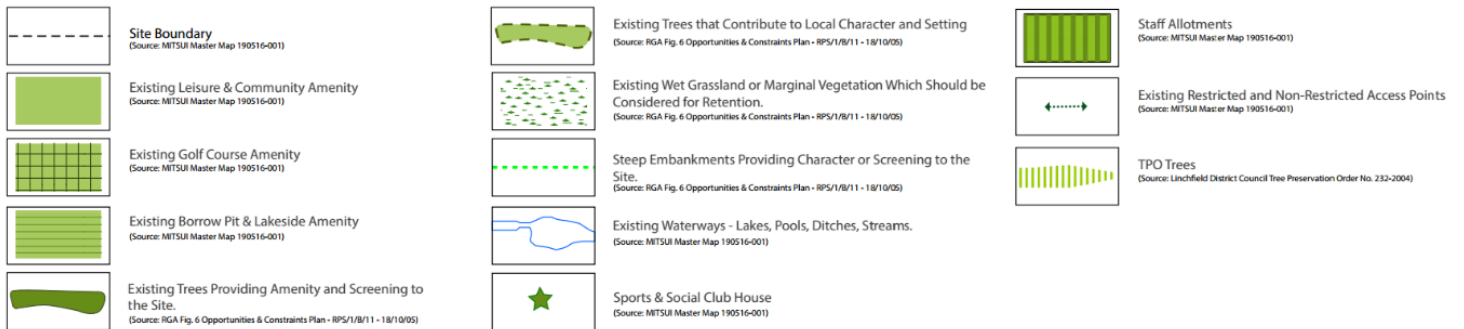 Site Boundary
(Source: MITSUI Master Map 190516-001)
Existing Leisure & Community Amenity
(Source: MITSUI Master Map 190516-001)
Existing Golf Course Amenity
(Source: MITSUI Master Map 190516-001)
Existing Borrow Pit & Lakeside Amenity
(Source: MITSUI Master Map 190516-001)
Existing Trees Providing Amenity and Screening to
the Site.
(Source: RGA Fig. 6 Opportunities & Constraints Plan - RPS/1/B/11 - 18/10/05)
Existing Trees that Contribute to Local Character and Setting
(Source: RGA Fig. 6 Opportunities & Constraints Plan - RPS/1/B/11 - 18/10/05)
Existing Wet Grassland or Marginal Vegetation Which Should be
Considered for Retention.
(Source: RGA Fig. 6 Opportunities & Constraints Plan - RPS/1/B/11 - 18/10/05)
Steep Embankments Providing Character or Screening to the
Site.
(Source: RGA Fig. 6 Opportunities & Constraints Plan - RPS/1/B/11 - 18/10/05)
Existing Waterways - Lakes, Pools, Ditches, Streams.
(Source: MITSUI Master Map 190516-001)
Sports & Social Club House
(Source: MITSUI Master Map 190516-001)
Staff Allotments
(Source: MITSUI Master Map 190516-001)
Existing Restricted and Non-Restricted Access Points
(Source: MITSUI Master Map 190516-001)
TPO Trees
(Source: Linchfield District Council Tree Preservation Order No. 232-2004)